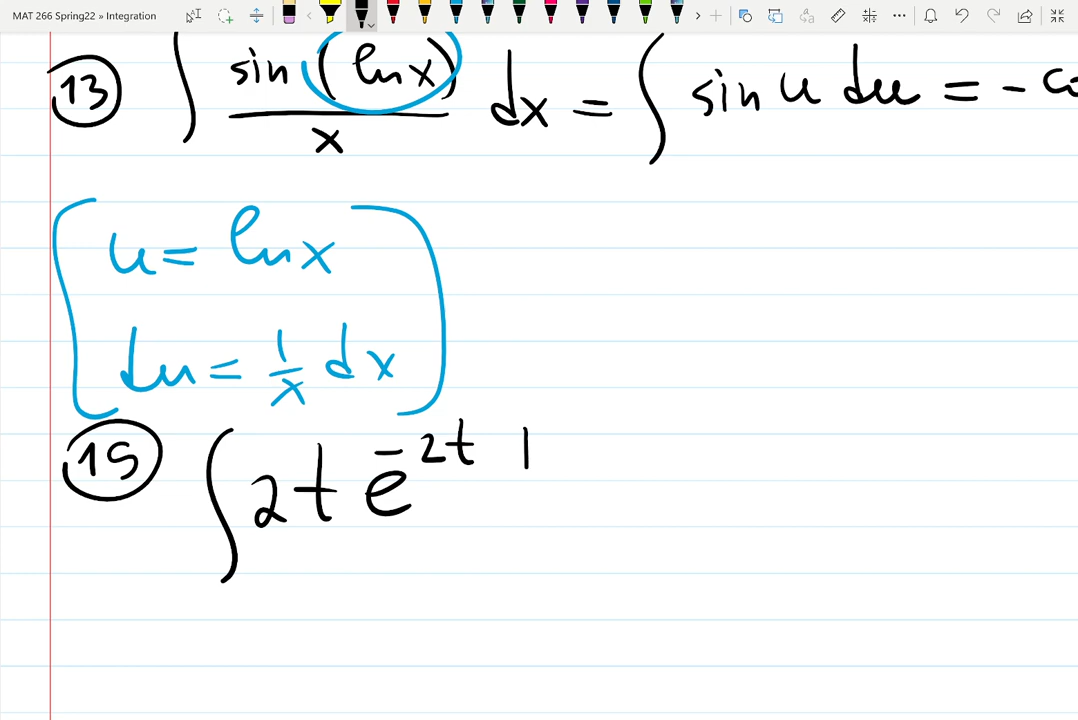 MAT 266 Spring22 » Integration
13 ∫ sin (ln x) / x dx = ∫ sin u du = -
u = ln x
du = 1/x dx
15 ∫ 2t e^-2t